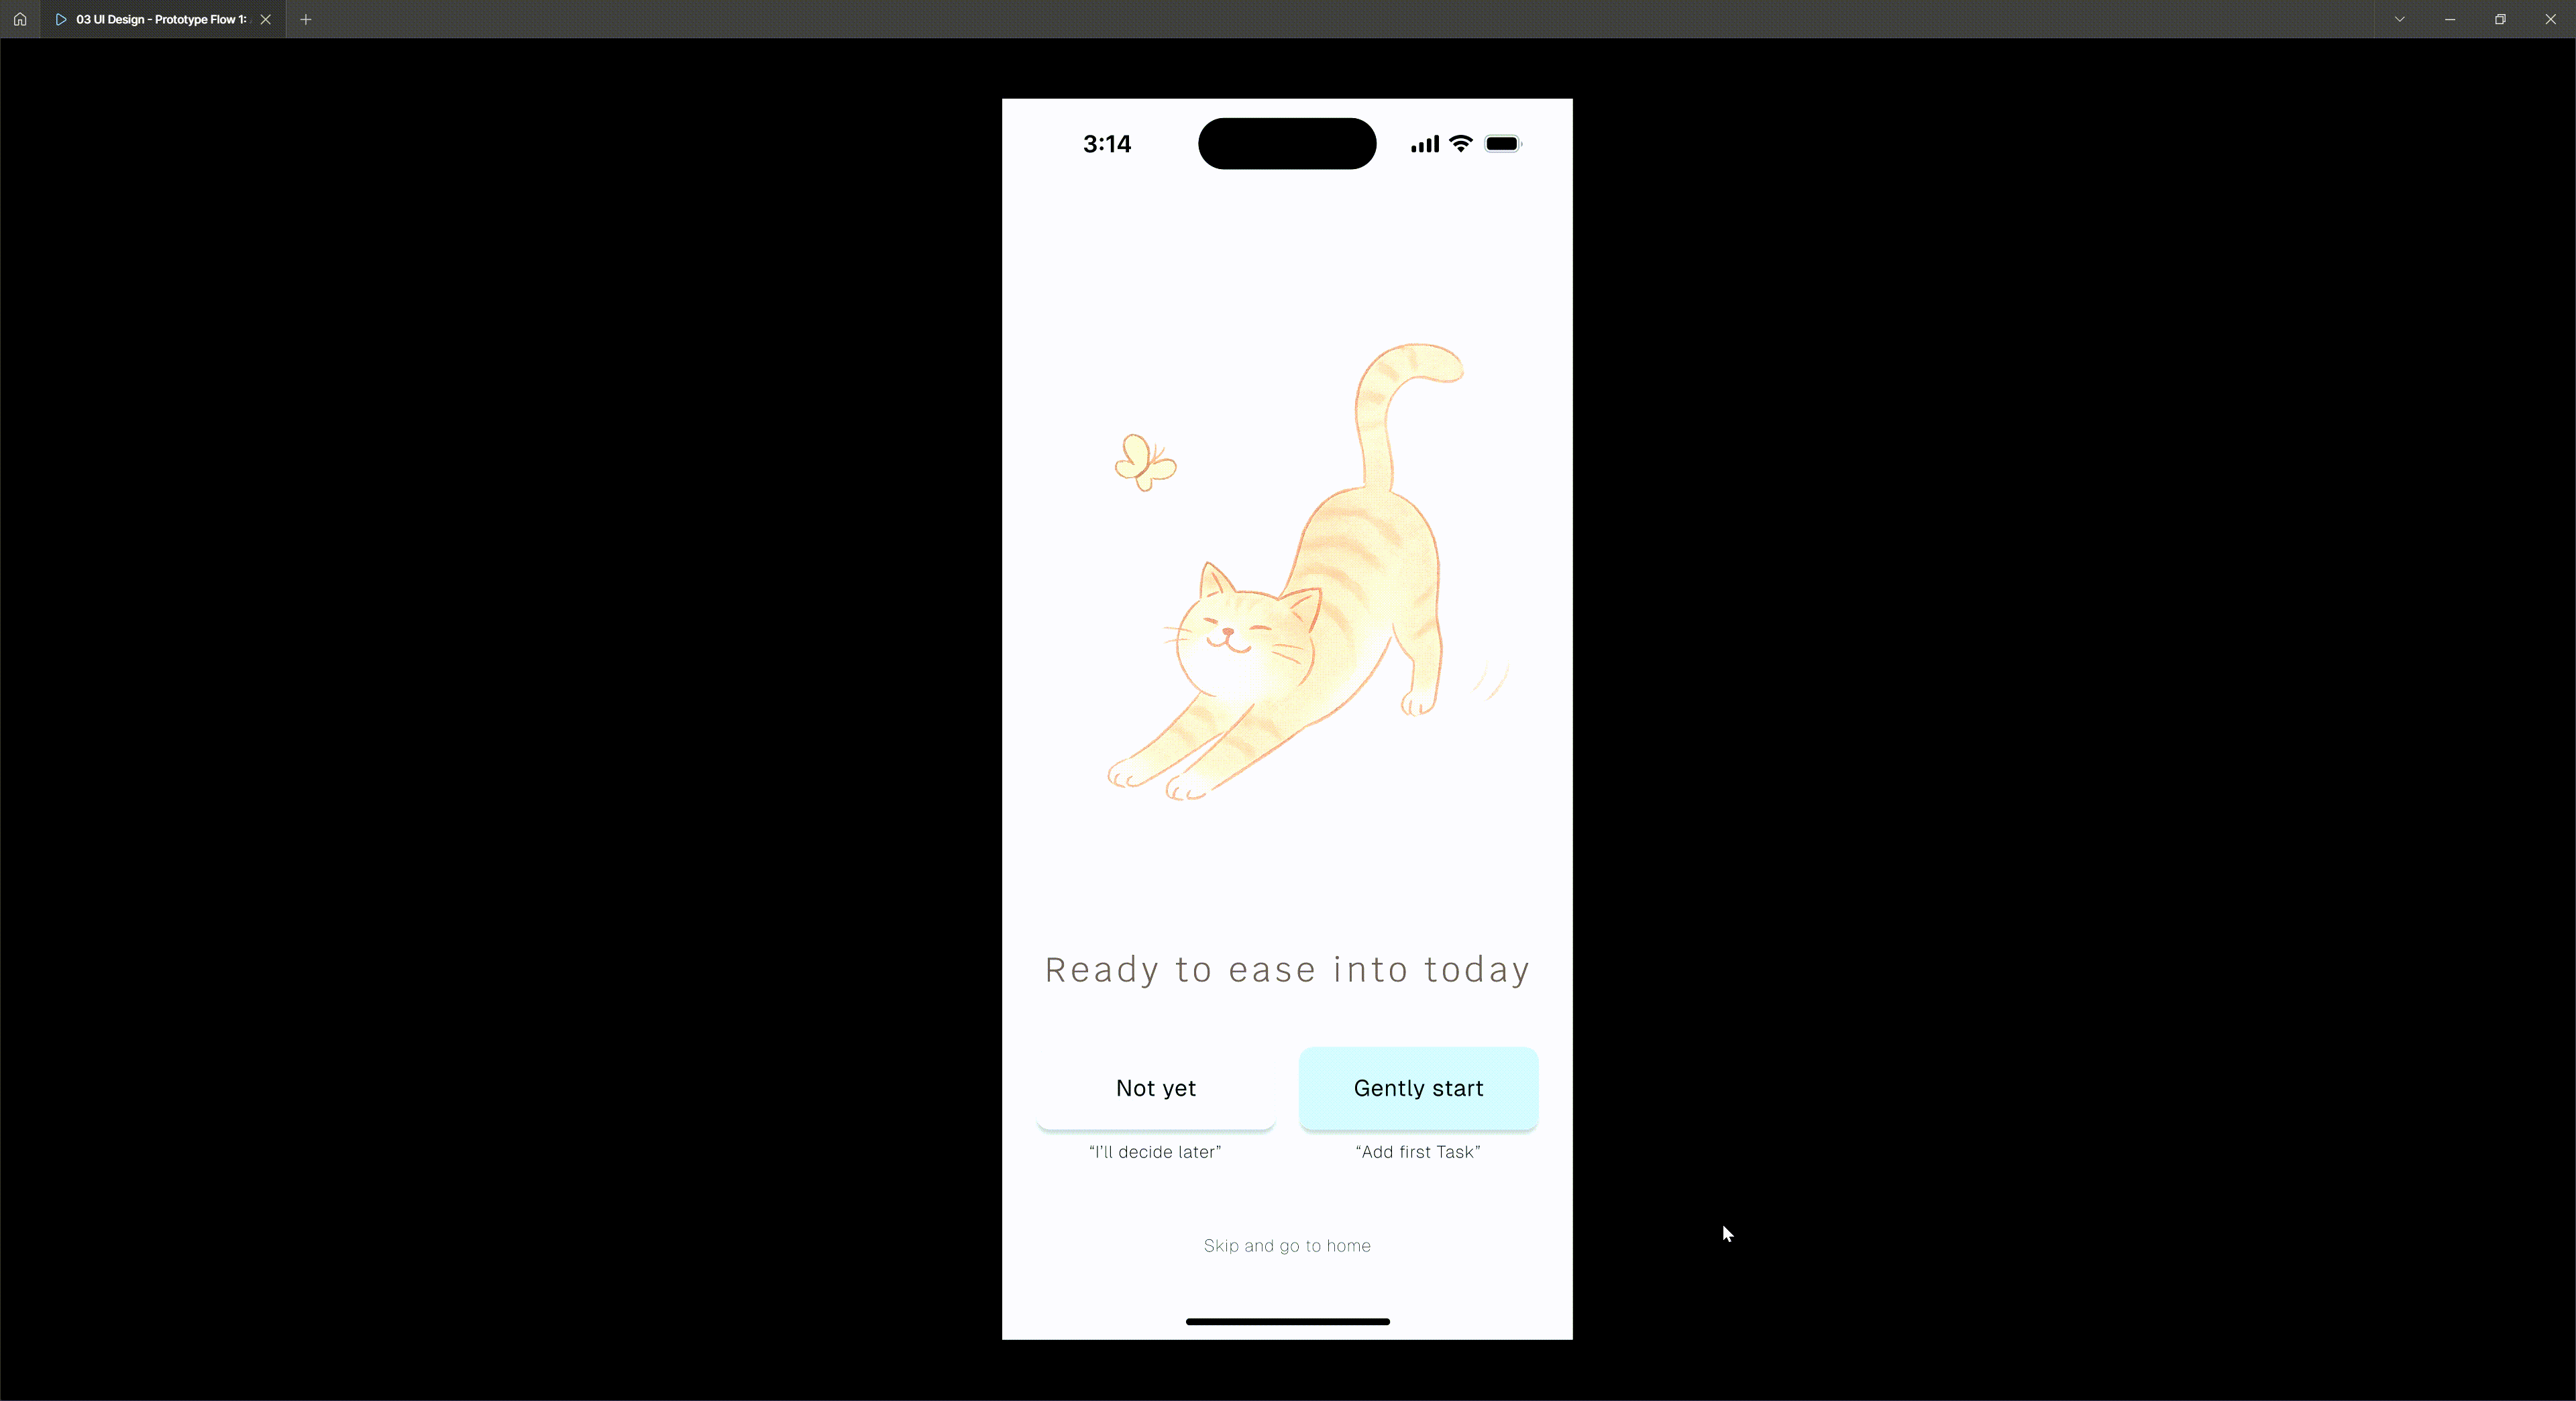 03 UI Design - Prototype Flow 1:
3:14
Ready to ease into today
Not yet
Gently start
“I’ll decide later”
“Add first Task”
Skip and go to home